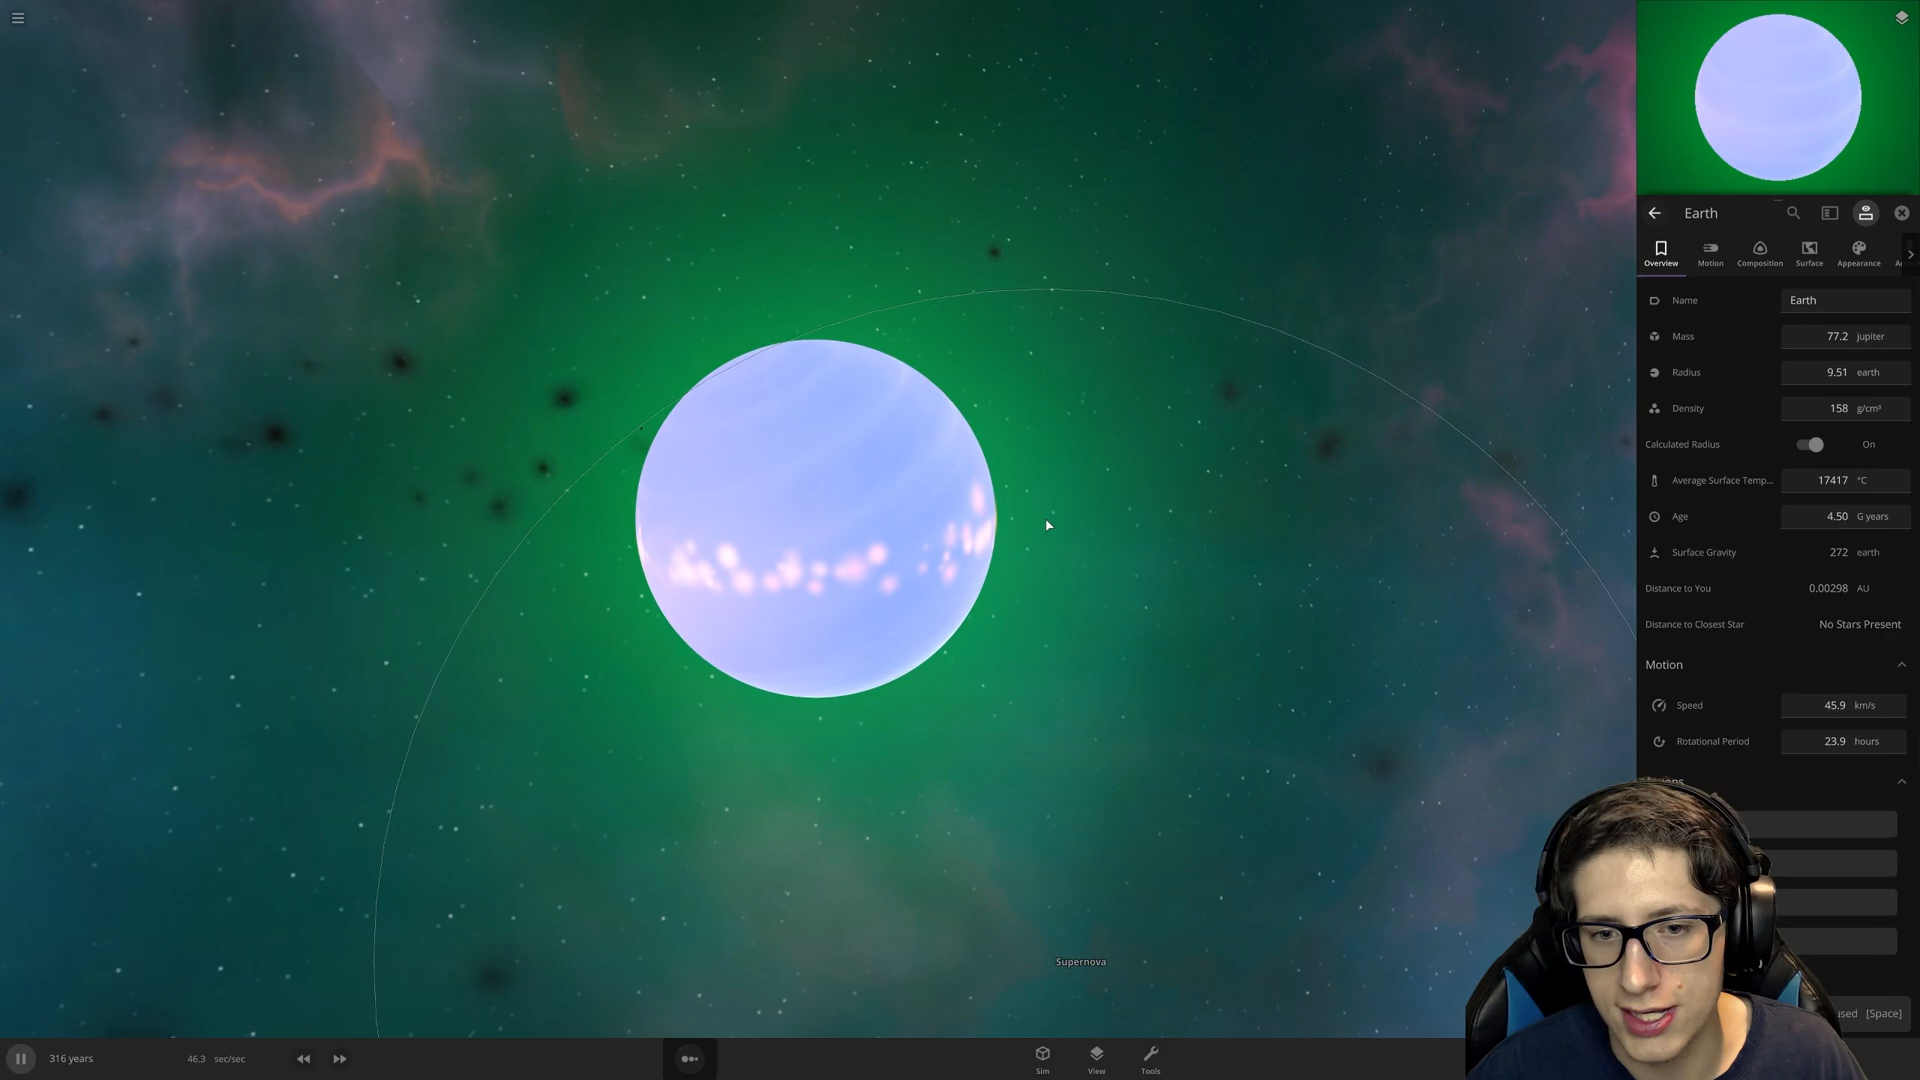 Earth
Overview
Motion
Composition
Surface
Appearance
Name Earth
Mass 77.2 jupiter
Radius 9.51 earth
Density 158 g/cm³
Calculated Radius On
Average Surface Temp... 17417 °C
Age 4.50 G years
Surface Gravity 272 earth
Distance to You 0.00298 AU
Distance to Closest Star No Stars Present
Motion
Speed 45.9 km/s
Rotational Period 23.9 hours
Supernova
[Space]
316 years 46.3 sec/sec
Sim View Tools